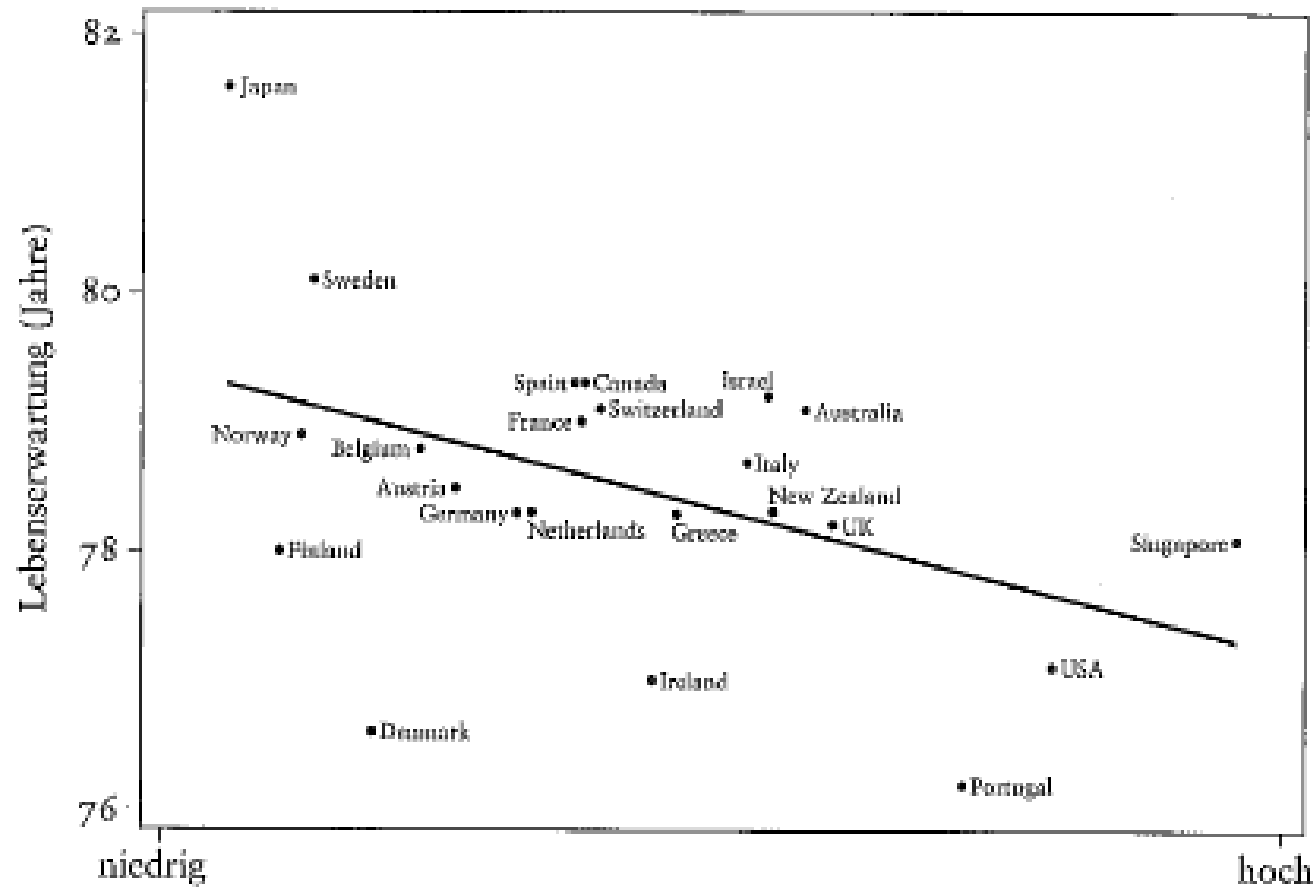 82
Japan
Sweden
80
Spain Canada Israel
Switzerland Australia
France
Norway
Belgium
Italy
Austria
New Zealand
Germany
Netherlands Greece UK
Singapore
78
Finland
USA
Ireland
Denmark
Portugal
76
niedrig hoch
Lebenserwartung (Jahre)